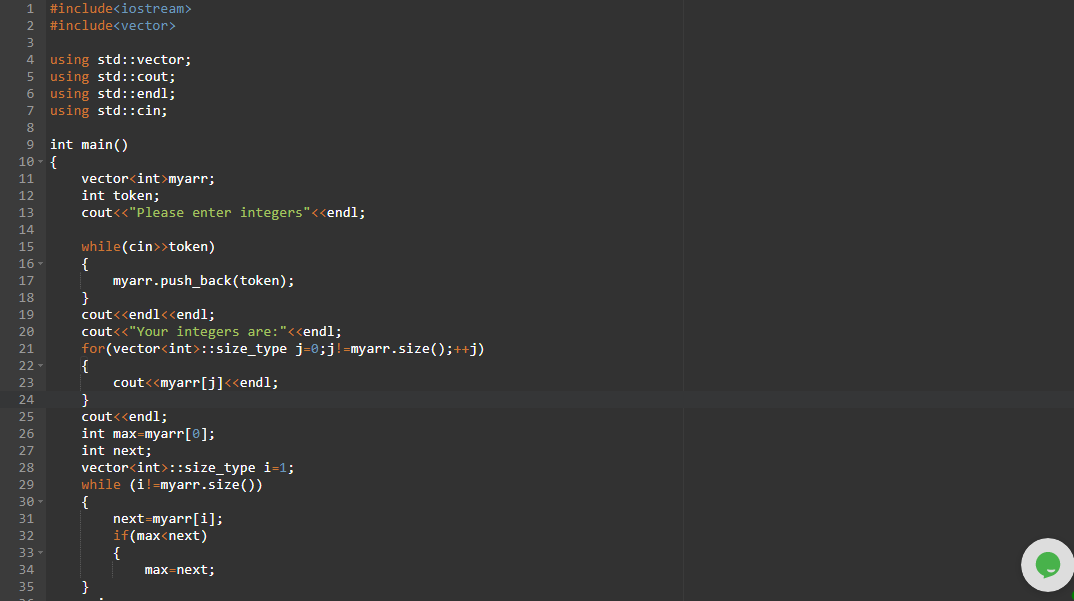 1 #include<iostream>
2 #include<vector>
3
4 using std::vector;
5 using std::cout;
6 using std::endl;
7 using std::cin;
8
9 int main()
10 {
11     vector<int>myarr;
12     int token;
13     cout<<"Please enter integers"<<endl;
14
15     while(cin>>token)
16     {
17         myarr.push_back(token);
18     }
19     cout<<endl<<endl;
20     cout<<"Your integers are:"<<endl;
21     for(vector<int>::size_type j=0;j!=myarr.size();++j)
22     {
23         cout<<myarr[j]<<endl;
24     }
25     cout<<endl;
26     int max=myarr[0];
27     int next;
28     vector<int>::size_type i=1;
29     while (i!=myarr.size())
30     {
31         next=myarr[i];
32         if(max<next)
33         {
34             max=next;
35     }